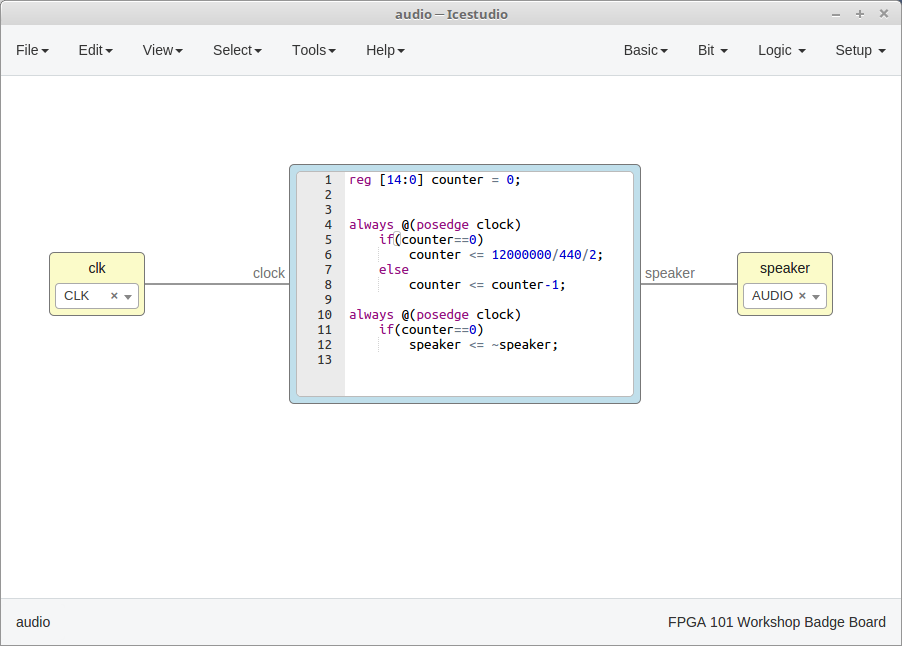 audo — Icestudio
File Edit View Select Tools Help Basic Bit Logic Setup
clk
CLK ×
clock
1 reg [14:0] counter = 0;
2
3
4 always @(posedge clock)
5 if(counter==0)
6 counter <= 12000000/440/2;
7 else
8 counter <= counter-1;
9
10 always @(posedge clock)
11 if(counter==0)
12 speaker <= ~speaker;
13
speaker
speaker
AUDIO ×
audio
FPGA 101 Workshop Badge Board